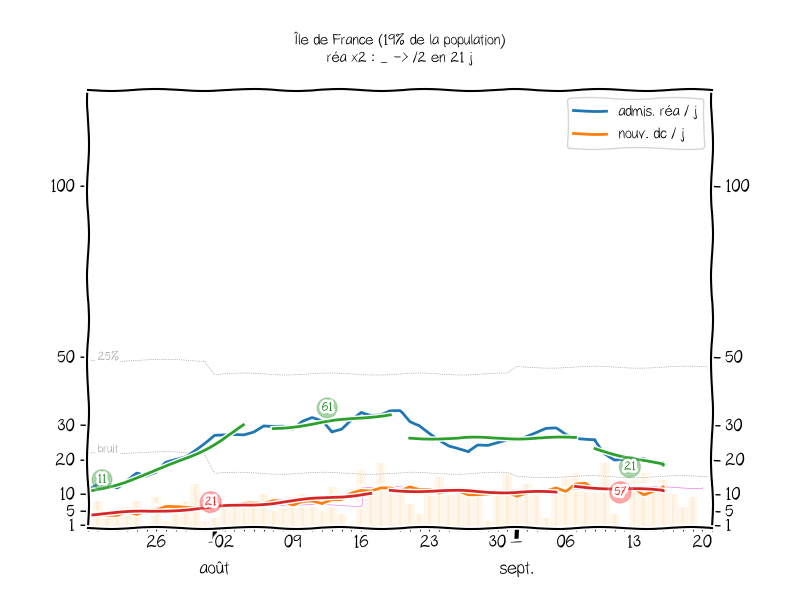 Île de France (19% de la population)
réa x2 : _ -> /2 en 21 j
admis. réa / j
nouv. dc / j
100 100
50 50
25%
61
30 30
bruit
20 21 20
11
10 21 57 10
5 5
1 1
26 02 09 16 23 30 06 13 20
août sept.